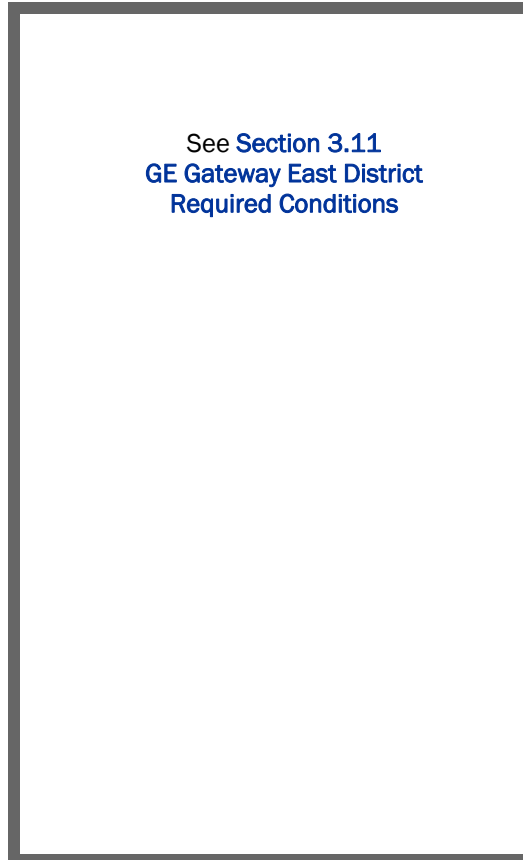 See Section 3.11
GE Gateway East District
Required Conditions